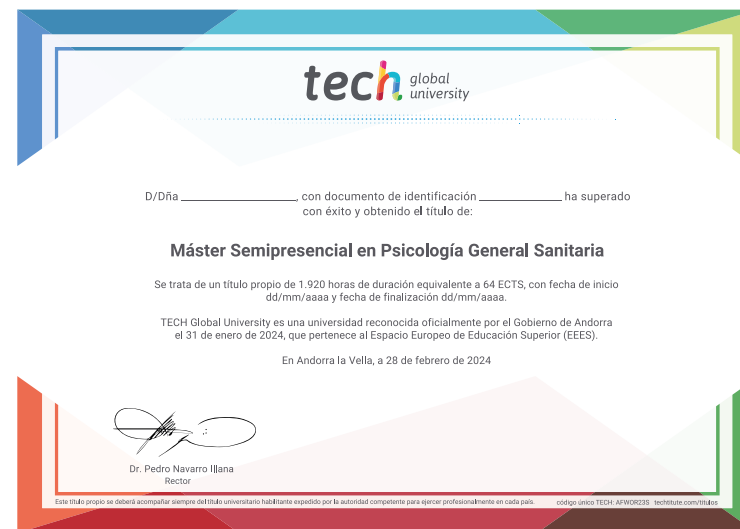 tech global university
D/Dña ____________________, con documento de identificación ______________ ha superado
con éxito y obtenido el título de:
Máster Semipresencial en Psicología General Sanitaria
Se trata de un título propio de 1.920 horas de duración equivalente a 64 ECTS, con fecha de inicio
dd/mm/aaaa y fecha de finalización dd/mm/aaaa.
TECH Global University es una universidad reconocida oficialmente por el Gobierno de Andorra
el 31 de enero de 2024, que pertenece al Espacio Europeo de Educación Superior (EEES).
En Andorra la Vella, a 28 de febrero de 2024
Dr. Pedro Navarro Illana
Rector
Este título propio se deberá acompañar siempre del título universitario habilitante expedido por la autoridad competente para ejercer profesionalmente en cada país. código único TECH: AFWOR23S techtitute.com/titulos